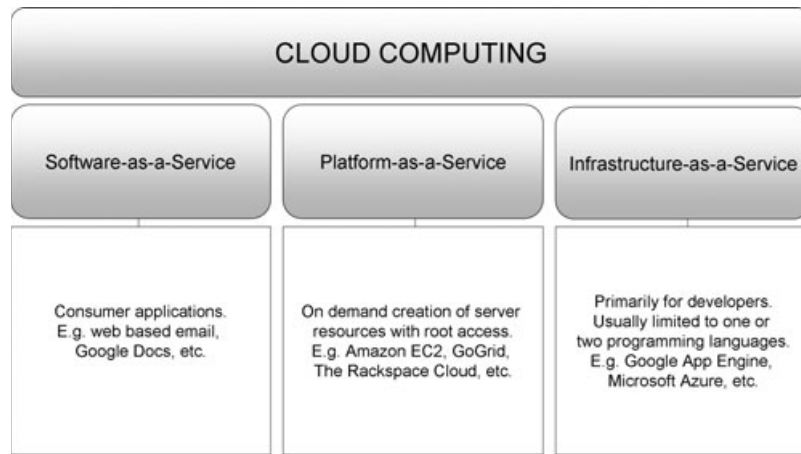 CLOUD COMPUTING
Software-as-a-Service
Platform-as-a-Service
Infrastructure-as-a-Service
Consumer applications.
E.g. web based email,
Google Docs, etc.
On demand creation of server
resources with root access.
E.g. Amazon EC2, GoGrid,
The Rackspace Cloud, etc.
Primarily for developers.
Usually limited to one or
two programming languages.
E.g. Google App Engine,
Microsoft Azure, etc.